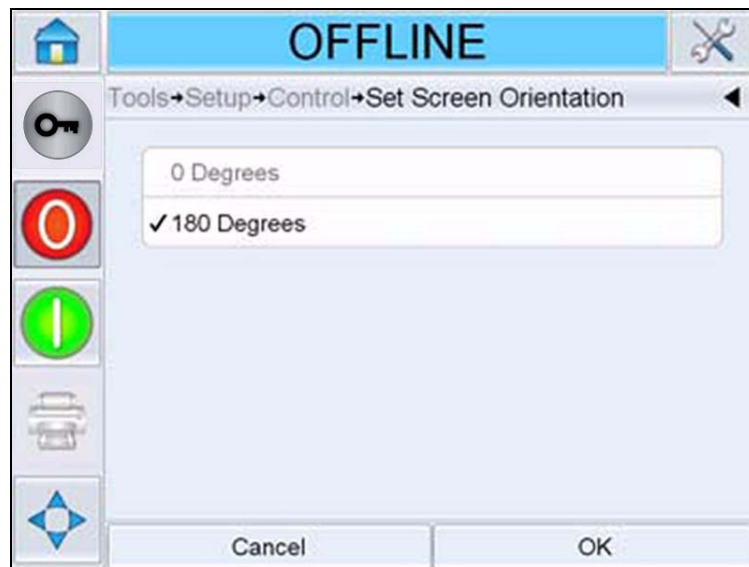 OFFLINE
Tools→Setup→Control→Set Screen Orientation
0 Degrees
✓180 Degrees
Cancel
OK